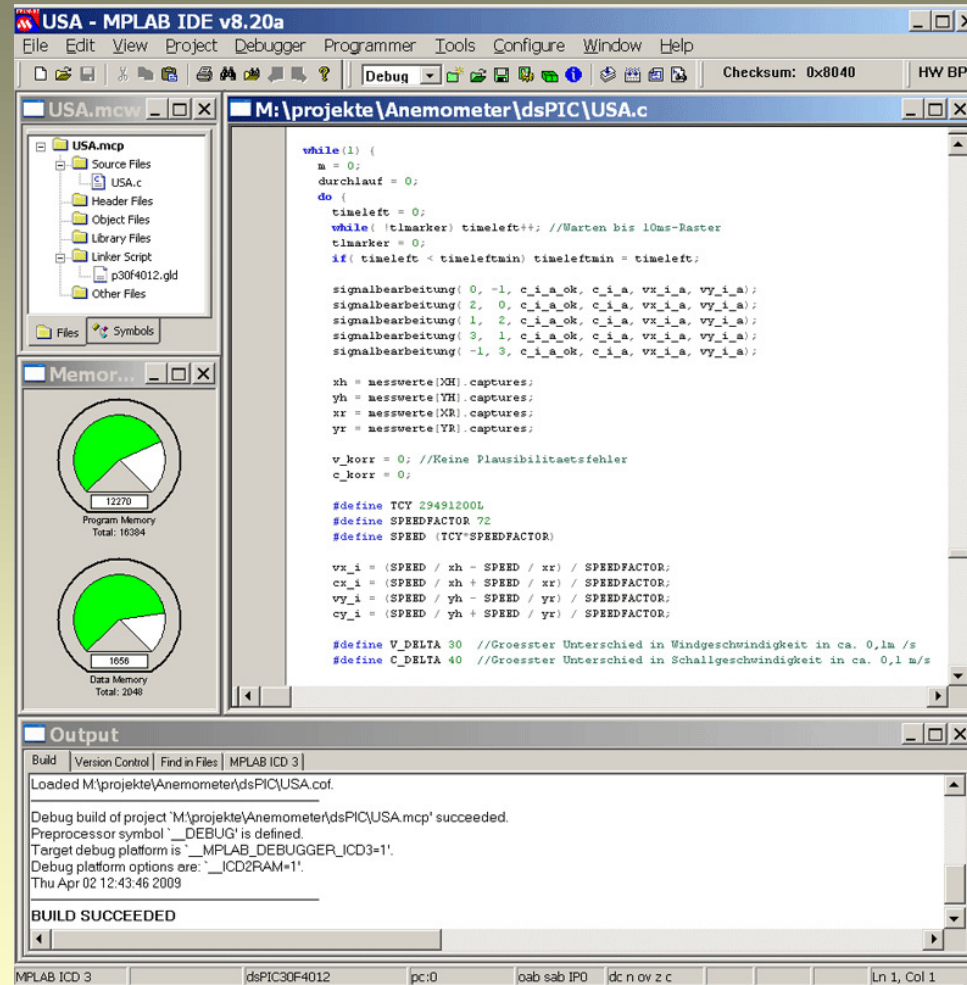 USA - MPLAB IDE v8.20a
File Edit View Project Debugger Programmer Tools Configure Window Help
Debug Checksum: 0x8040 HW BP
USA.mcw
USA.mcp
Source Files
USA.c
Header Files
Object Files
Library Files
Linker Script
p30f4012.gld
Other Files
Files Symbols
Memor...
12270
Program Memory
Total: 16384
1656
Data Memory
Total: 2048
M:\projekte\Anemometer\dsPIC\USA.c
while(1) {
m = 0;
durchlauf = 0;
do {
timeleft = 0;
while( !t1marker) timeleft++; //Warten bis 10ms-Raster
t1marker = 0;
if( timeleft < timeleftmin) timeleftmin = timeleft;
signalbearbeitung( 0, -1, c_i_a_ok, c_i_a, vx_i_a, vy_i_a);
signalbearbeitung( 2, 0, c_i_a_ok, c_i_a, vx_i_a, vy_i_a);
signalbearbeitung( 1, 2, c_i_a_ok, c_i_a, vx_i_a, vy_i_a);
signalbearbeitung( 3, 1, c_i_a_ok, c_i_a, vx_i_a, vy_i_a);
signalbearbeitung( -1, 3, c_i_a_ok, c_i_a, vx_i_a, vy_i_a);
xh = messwerte[XH].captures;
yh = messwerte[YH].captures;
xr = messwerte[XR].captures;
yr = messwerte[YR].captures;
v_korr = 0; //Keine Plausibilitaetsfehler
c_korr = 0;
#define TCY 29491200L
#define SPEEDFACTOR 72
#define SPEED (TCY*SPEEDFACTOR)
vx_i = (SPEED / xh - SPEED / xr) / SPEEDFACTOR;
cx_i = (SPEED / xh + SPEED / xr) / SPEEDFACTOR;
vy_i = (SPEED / yh - SPEED / yr) / SPEEDFACTOR;
cy_i = (SPEED / yh + SPEED / yr) / SPEEDFACTOR;
#define V_DELTA 30 //Groesster Unterschied in Windgeschwindigkeit in ca. 0,1m /s
#define C_DELTA 40 //Groesster Unterschied in Schallgeschwindigkeit in ca. 0,1 m/s
Output
Build Version Control Find in Files MPLAB ICD 3
Loaded M:\projekte\Anemometer\dsPIC\USA.cof.
Debug build of project `M:\projekte\Anemometer\dsPIC\USA.mcp' succeeded.
Preprocessor symbol `__DEBUG' is defined.
Target debug platform is `__MPLAB_DEBUGGER_ICD3=1'.
Debug platform options are: `__ICD2RAM=1'.
Thu Apr 02 12:43:46 2009
BUILD SUCCEEDED
MPLAB ICD 3 dsPIC30F4012 pc:0 oab sab IP0 dc n ov z c Ln 1, Col 1